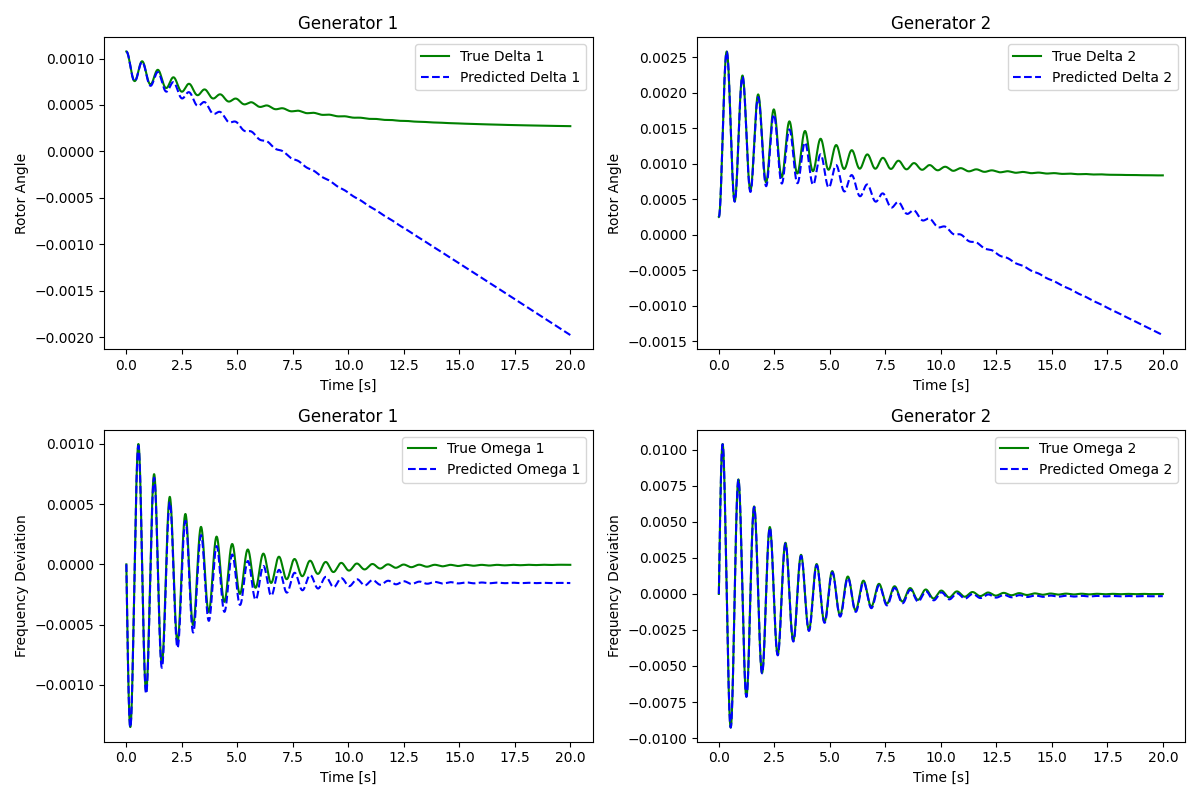 Generator 1
True Delta 1
Predicted Delta 1
0.0010
0.0005
0.0000
−0.0005
−0.0010
−0.0015
−0.0020
Rotor Angle
0.0 2.5 5.0 7.5 10.0 12.5 15.0 17.5 20.0
Time [s]
Generator 2
True Delta 2
Predicted Delta 2
0.0025
0.0020
0.0015
0.0010
0.0005
0.0000
−0.0005
−0.0010
−0.0015
Rotor Angle
0.0 2.5 5.0 7.5 10.0 12.5 15.0 17.5 20.0
Time [s]
Generator 1
True Omega 1
Predicted Omega 1
0.0010
0.0005
0.0000
−0.0005
−0.0010
Frequency Deviation
0.0 2.5 5.0 7.5 10.0 12.5 15.0 17.5 20.0
Time [s]
Generator 2
True Omega 2
Predicted Omega 2
0.0100
0.0075
0.0050
0.0025
0.0000
−0.0025
−0.0050
−0.0075
−0.0100
Frequency Deviation
0.0 2.5 5.0 7.5 10.0 12.5 15.0 17.5 20.0
Time [s]